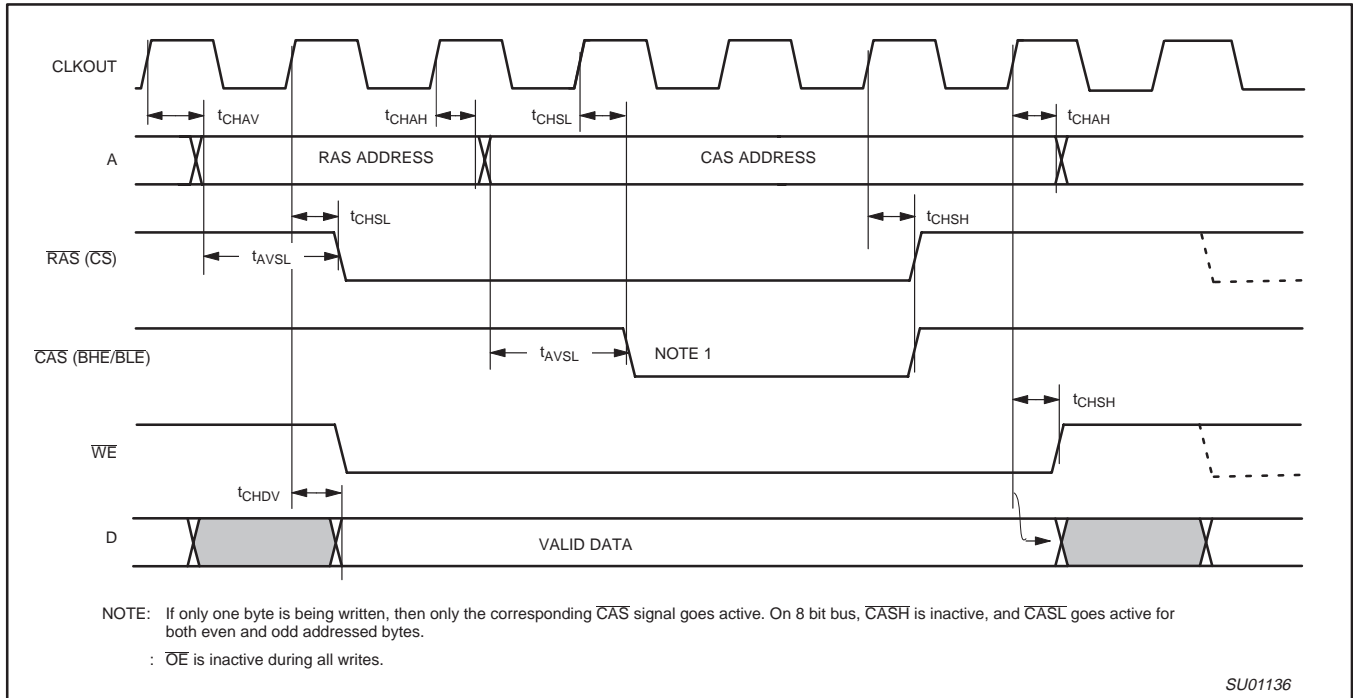 CLKOUT
tCHAV
tCHAH
tCHSL
tCHAH
A
RAS ADDRESS
CAS ADDRESS
tCHSL
tCHSH
RAS (CS)
tAVSL
CAS (BHE/BLE)
tAVSL
NOTE 1
tCHSH
WE
tCHDV
D
VALID DATA
NOTE: If only one byte is being written, then only the corresponding CAS signal goes active. On 8 bit bus, CASH is inactive, and CASL goes active for
both even and odd addressed bytes.
: OE is inactive during all writes.
SU01136